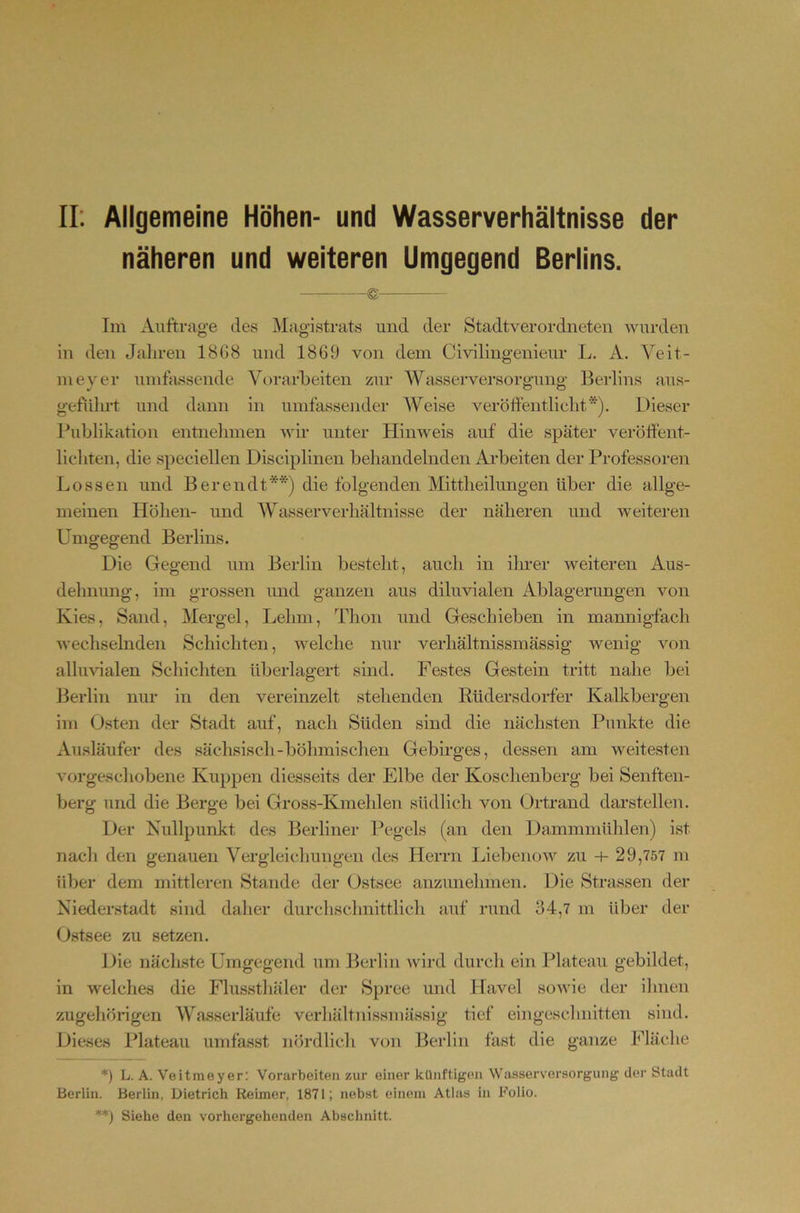 II. Allgemeine Höhen- und Wasserverhältnisse der
näheren und weiteren Umgegend Berlins.
Im Auftrage des Magistrats und der Stadtverordneten wurden
in den Jahren 1868 und 1869 von dem Civilingenieur L. A. Veit-
meyer umfassende Vorarbeiten zur Wasserversorgung Berlins aus-
geführt und dann in umfassender Weise veröffentlicht*). Dieser
Publikation entnehmen wir unter Hinweis auf die später veröffent-
lichten, die speciellen Disciplinen behandelnden Arbeiten der Professoren
Lossen und Berendt**) die folgenden Mittheilungen über die allge-
meinen Höhen- und Wasserverhältnisse der näheren und weiteren
Umgegend Berlins.
Die Gegend um Berlin besteht, auch in ihrer weiteren Aus-
dehnung, im grossen und ganzen aus diluvialen Ablagerungen von
Kies, Sand, Mergel, Lehm, Thon und Geschieben in mannigfach
wechselnden Schichten, welche nur verhältnissmässig wenig von
alluvialen Schichten überlagert sind. Festes Gestein tritt nahe bei
Berlin nur in den vereinzelt stehenden Rüdersdorfer Kalkbergen
im Osten der Stadt auf, nach Süden sind die nächsten Punkte die
Ausläufer des sächsisch-böhmischen Gebirges, dessen am weitesten
vorgeschobene Kuppen diesseits der Elbe der Koschenberg bei Senften-
berg und die Berge bei Gross-Kmehlen südlich von Ortrand darstellen.
Der Nullpunkt des Berliner Pegels (an den Dammmühlen) ist
nach den genauen Vergleichungen des Herrn Liebenow zu + 29,757 m
über dem mittleren Stande der Ostsee anzunehmen. Die Strassen der
Niederstadt sind daher durchschnittlich auf rund 34,7 m über der
Ostsee zu setzen.
Die nächste Umgegend um Berlin wird durch ein Plateau gebildet,
in welches die Flussthäler der Spree und Havel sowie der ihnen
zugehörigen Wasserläufe verhältnissmässig tief eingeschnitten sind.
Dieses Plateau umfasst nördlich von Berlin fast die ganze Fläche
*) L. A. Veitmeyer: Vorarbeiten zur einer künftigen Wasserversorgung der Stadt
Berlin. Berlin, Dietrich Reimer, 1871; nebst einem Atlas in Folio.
**) Siehe den vorhergehenden Abschnitt.